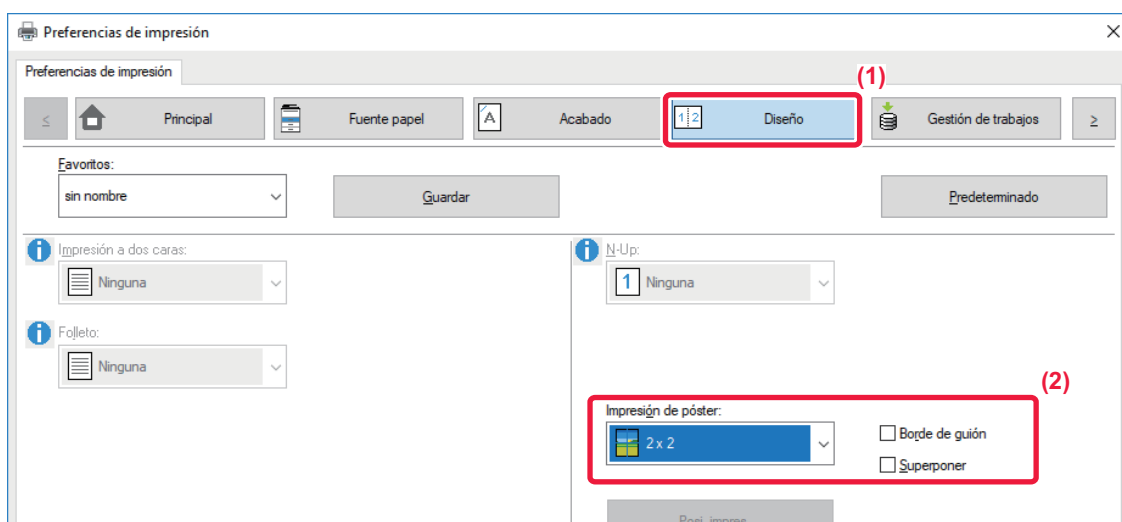 Preferencias de impresión
Preferencias de impresión
(1)
≤ Principal Fuente papel A Acabado 1 2 Diseño Gestión de trabajos ≥
Favoritos:
sin nombre Guardar Predeterminado
Impresión a dos caras:
Ninguna
Folleto:
Ninguna
N-Up:
1 Ninguna
(2)
Impresión de póster:
2 x 2
Borde de guión
Superponer
Posi. impres.